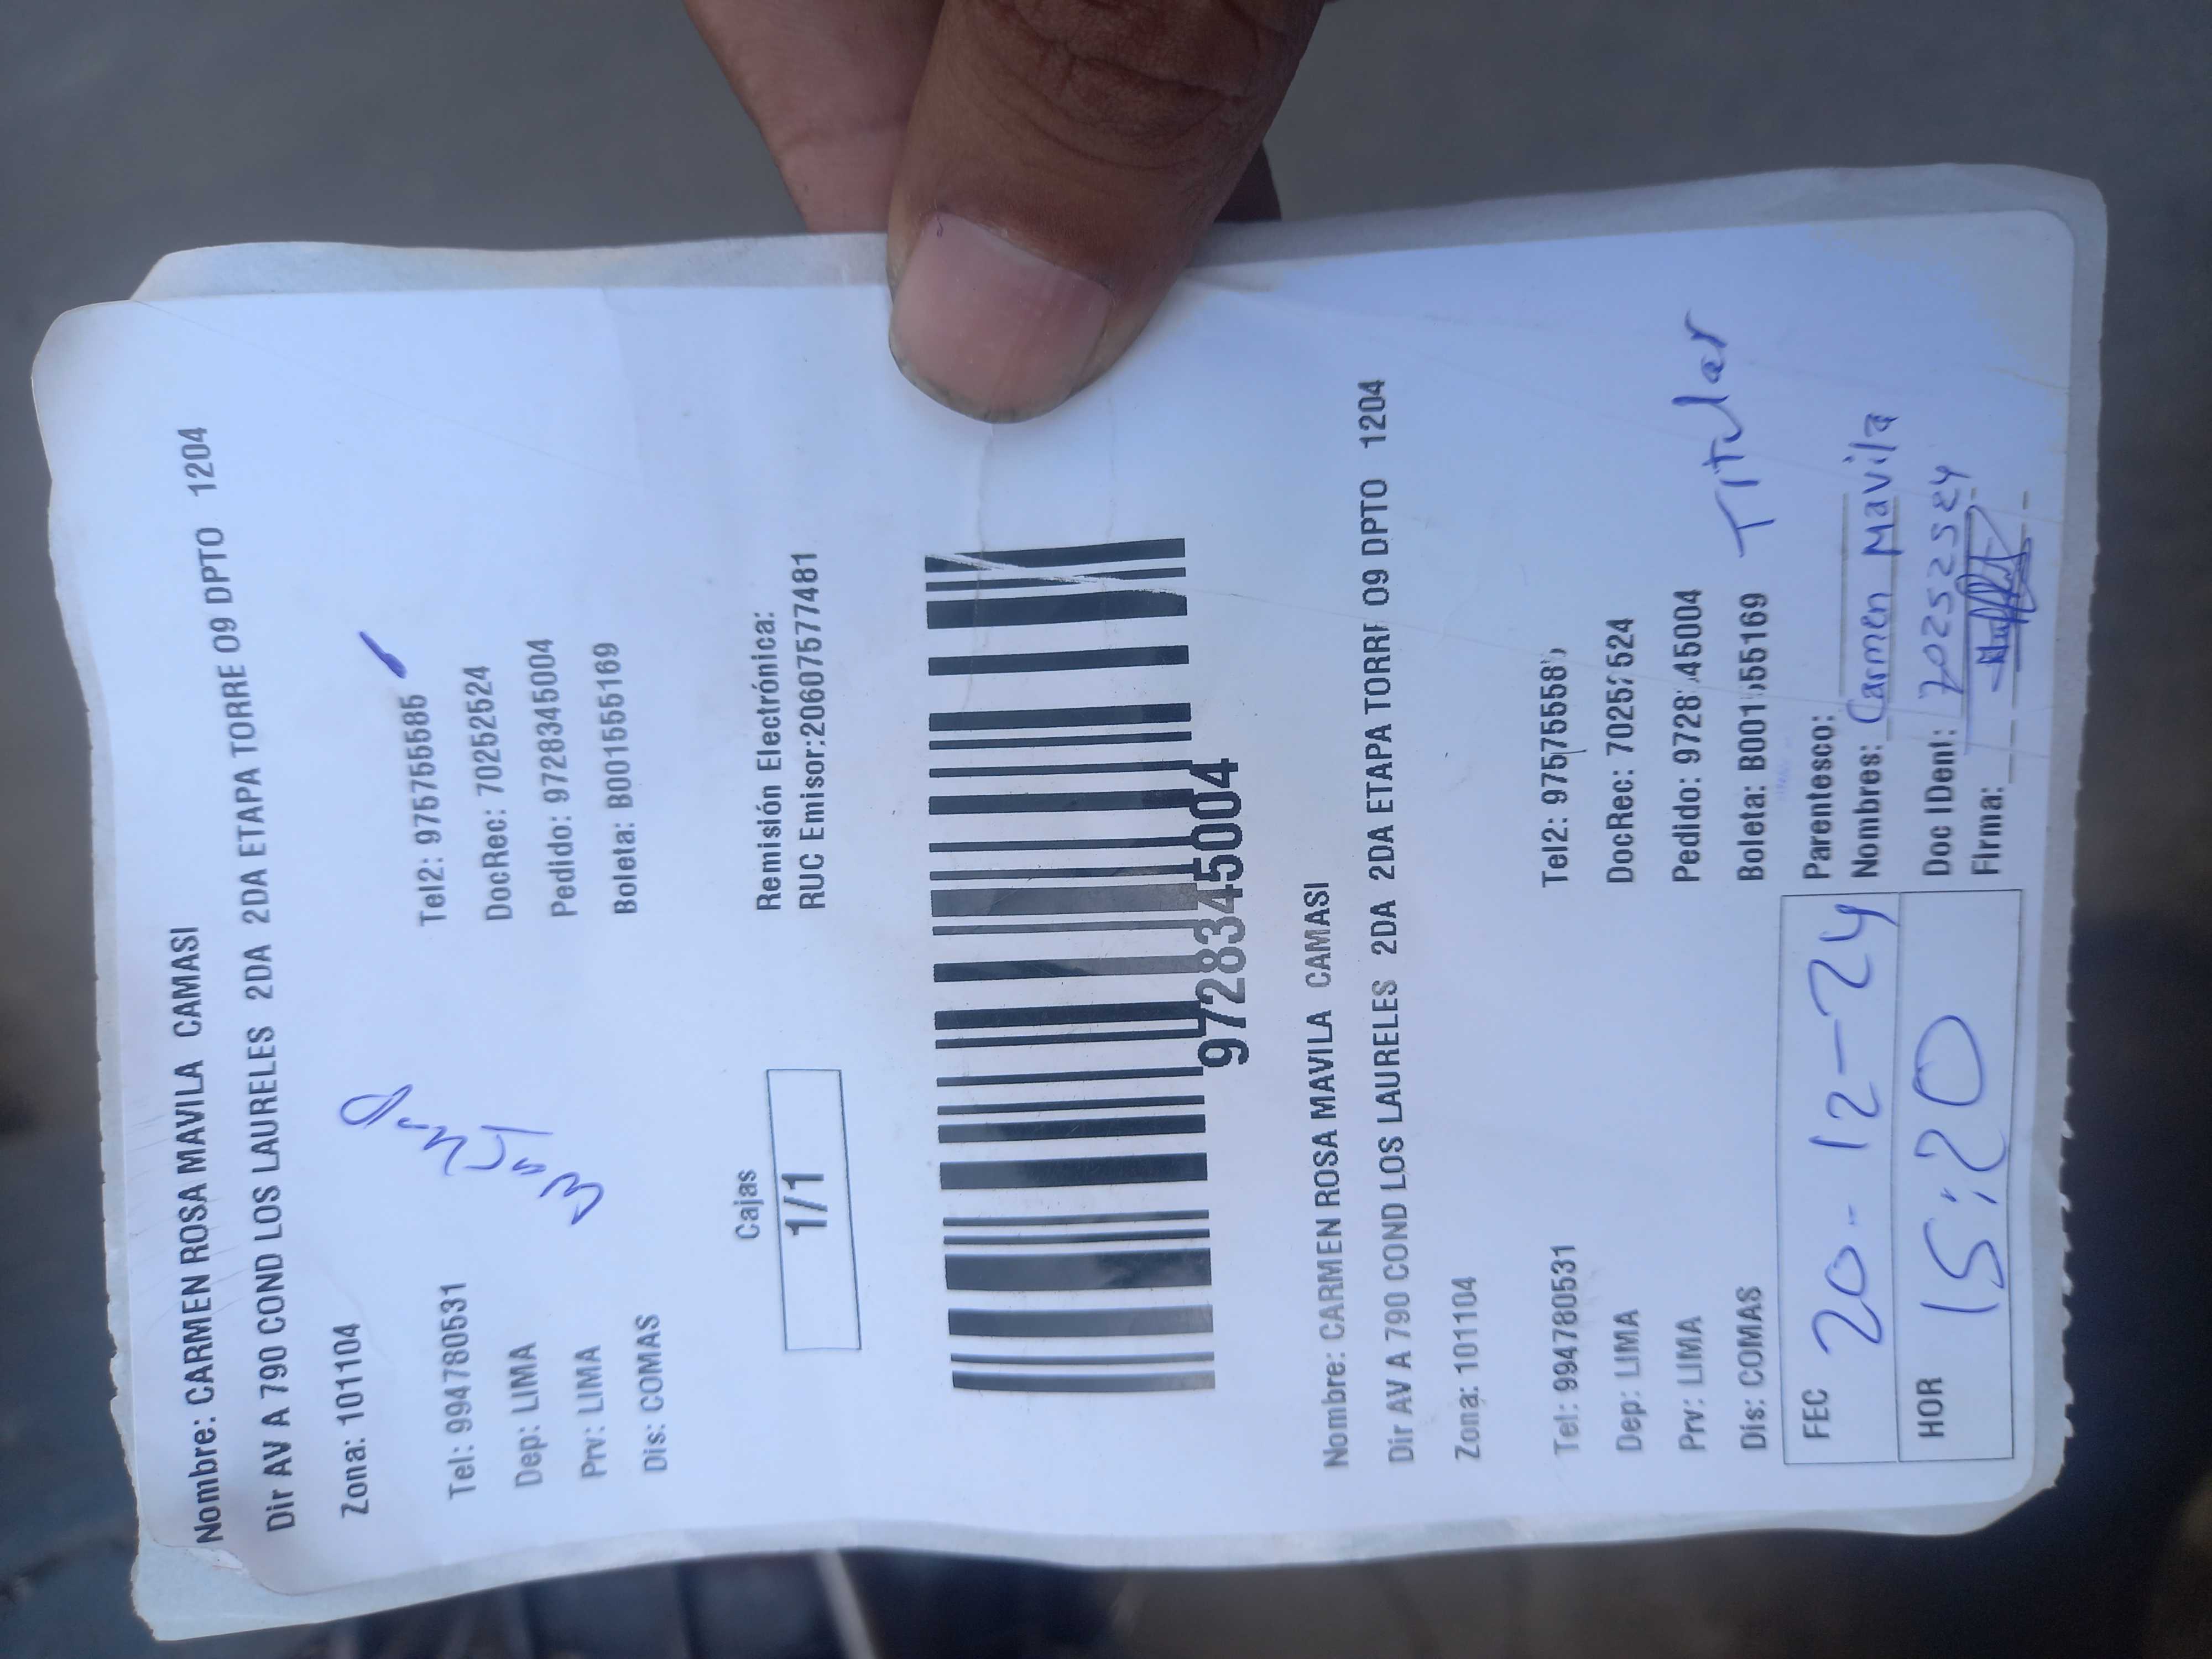 Nombre: CARMEN ROSA MAVILA CAMASI
Dir AV A 790 COND LOS LAURELES 2DA 2DA ETAPA TORRE 09 DPTO 1204
Zona: 101104
Tel: 994780531 Tel2: 975755585
Dep: LIMA DocRec: 70252524
Prv: LIMA Pedido: 9728345004
Dis: COMAS Boleta: B001555169
Cajas
1/1
Remisión Electrónica:
RUC Emisor:20607577481
9728345004
Nombre: CARMEN ROSA MAVILA CAMASI
Dir AV A 790 COND LOS LAURELES 2DA 2DA ETAPA TORRE 09 DPTO 1204
Zona: 101104
Tel: 994780531 Tel2:
Dep: LIMA DocRec:
Prv: LIMA Pedido:
Dis: COMAS Boleta:
Titular
FEC 20-12-24
HOR 15:20
Parentesco:
Nombres: Carmen Mavila
Doc IDent: 70252524
Firma: